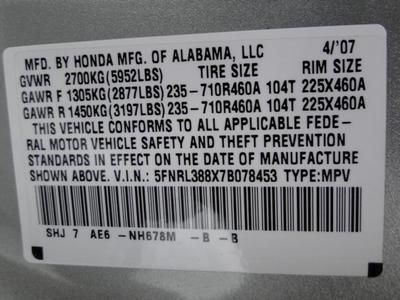 MFD. BY HONDA MFG. OF ALABAMA, LLC 4/'07
GVWR 2700KG(5952LBS) TIRE SIZE RIM SIZE
GAWR F 1305KG(2877LBS) 235-710R460A 104T 225X460A
GAWR R 1450KG(3197LBS) 235-710R460A 104T 225X460A
THIS VEHICLE CONFORMS TO ALL APPLICABLE FEDE-
RAL MOTOR VEHICLE SAFETY AND THEFT PREVENTION
STANDARDS IN EFFECT ON THE DATE OF MANUFACTURE
SHOWN ABOVE. V.I.N.: 5FNRL388X7B078453 TYPE:MPV
SHJ 7 AE6 -NH678M -B -B